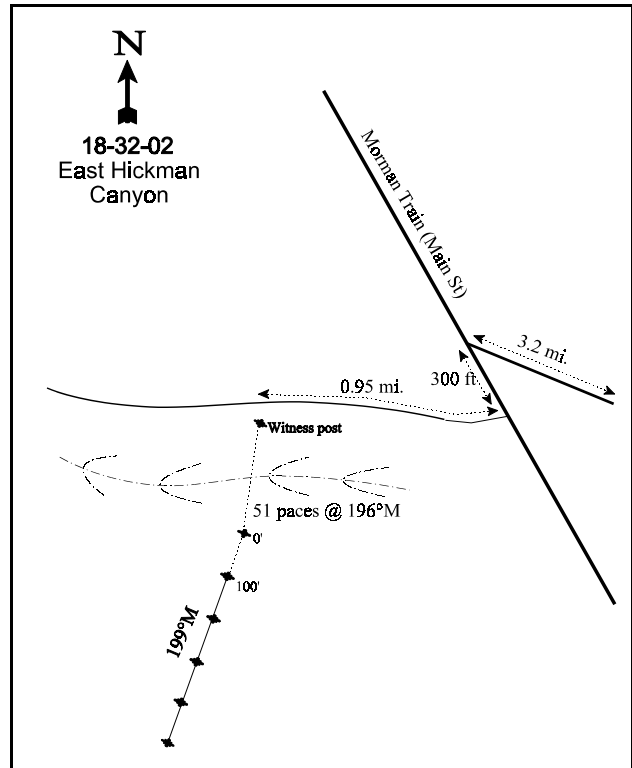 N
18-32-02
East Hickman
Canyon
Morman Train (Main St)
3.2 mi.
300 ft
0.95 mi.
Witness post
51 paces @ 196°M
0'
100'
199°M